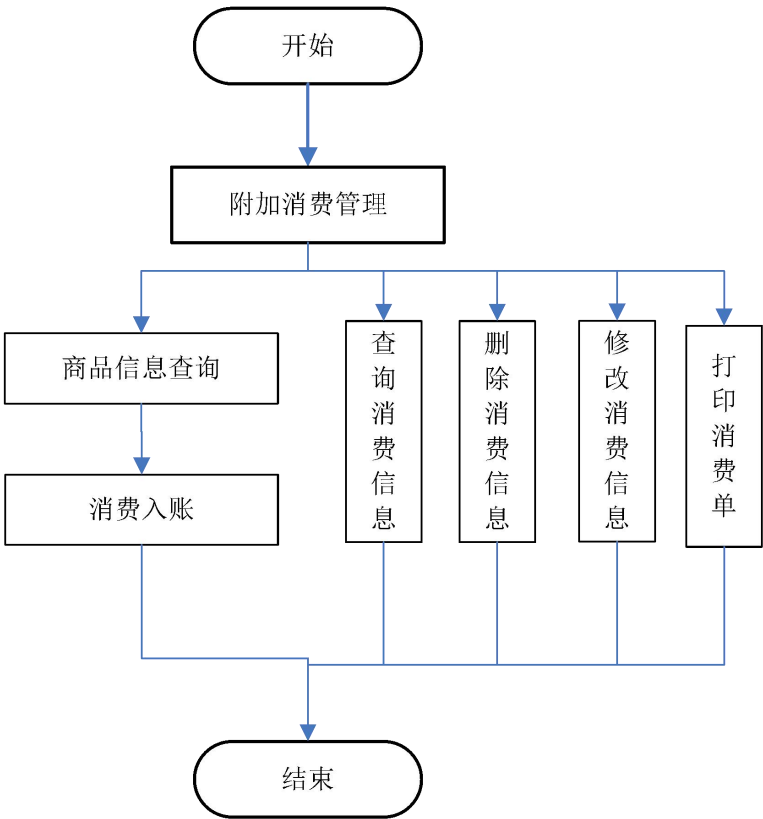 开始
附加消费管理
商品信息查询
消费入账
查询消费信息
删除消费信息
修改消费信息
打印消费单
结束